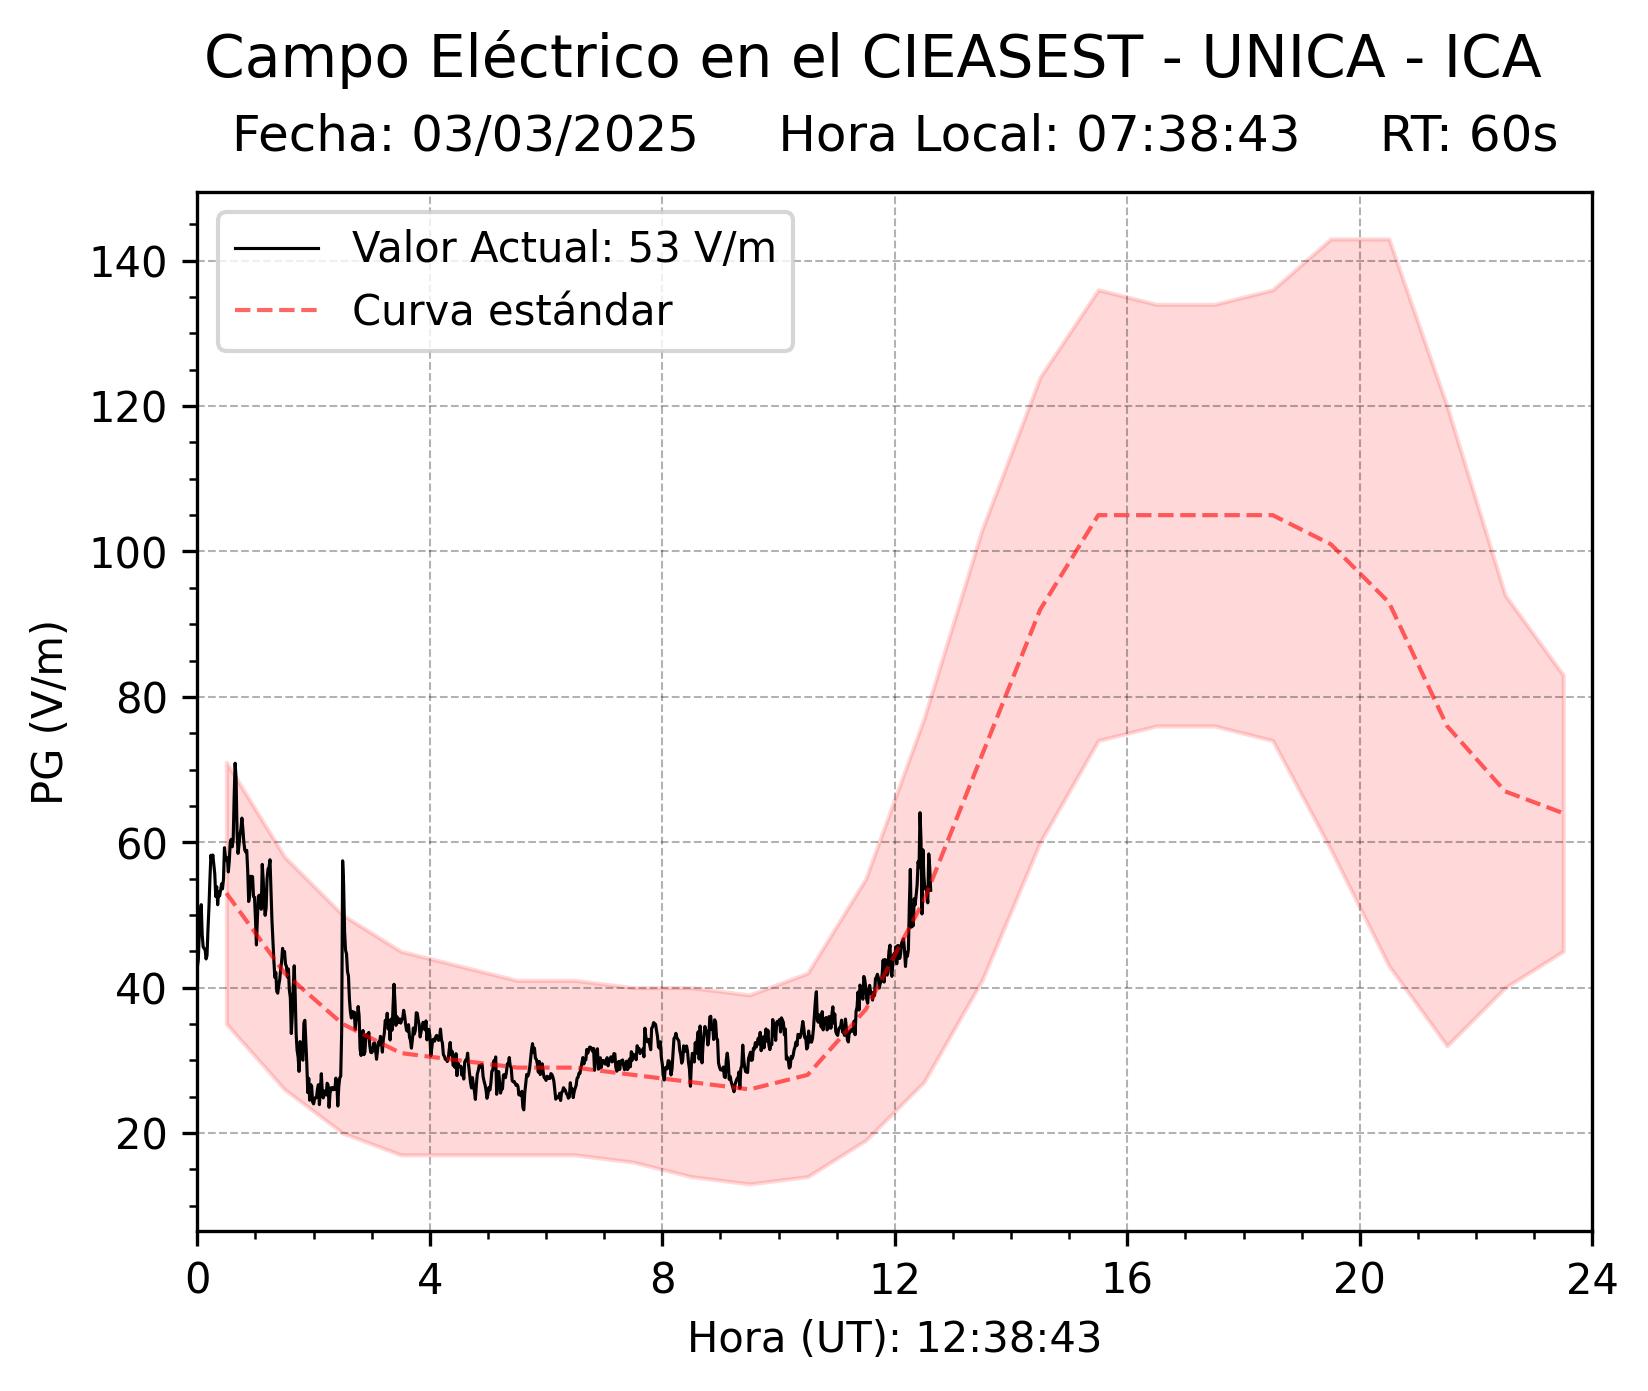 Campo Eléctrico en el CIEASEST - UNICA - ICA
Fecha: 03/03/2025 Hora Local: 07:38:43 RT: 60s
Valor Actual: 53 V/m
Curva estándar
140
120
100
80
60
40
20
PG (V/m)
0 4 8 12 16 20 24
Hora (UT): 12:38:43